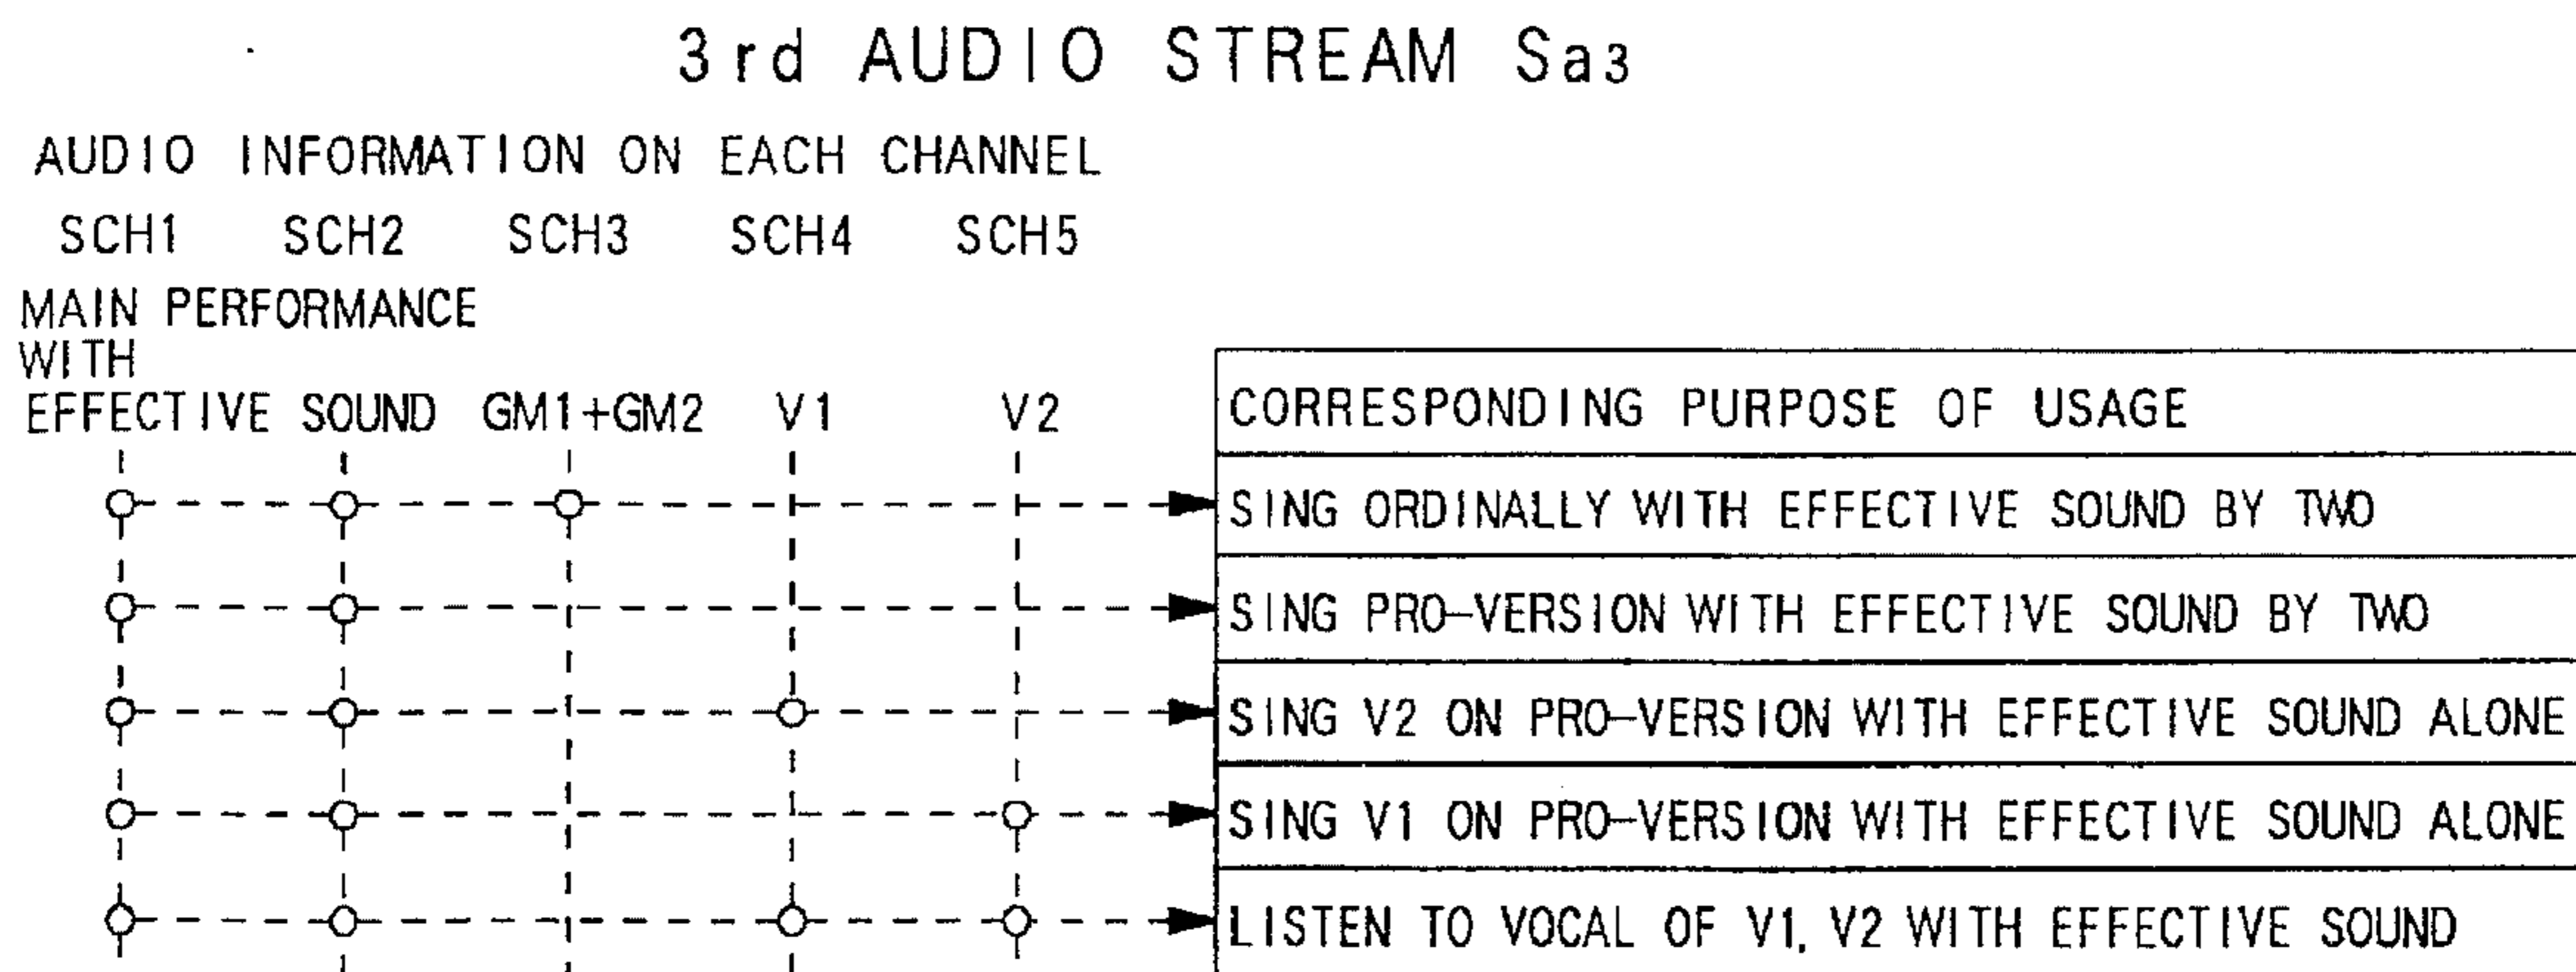 3rd AUDIO STREAM Sa3
AUDIO INFORMATION ON EACH CHANNEL
SCH1 SCH2 SCH3 SCH4 SCH5
MAIN PERFORMANCE
WITH
EFFECTIVE SOUND GM1+GM2 V1 V2
CORRESPONDING PURPOSE OF USAGE
SING ORDINALLY WITH EFFECTIVE SOUND BY TWO
SING PRO-VERSION WITH EFFECTIVE SOUND BY TWO
SING V2 ON PRO-VERSION WITH EFFECTIVE SOUND ALONE
SING V1 ON PRO-VERSION WITH EFFECTIVE SOUND ALONE
LISTEN TO VOCAL OF V1, V2 WITH EFFECTIVE SOUND